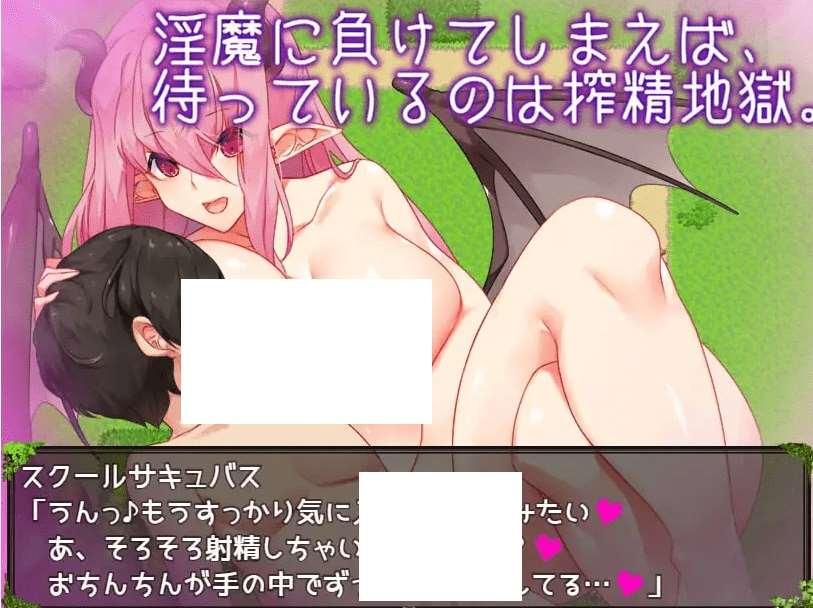 淫魔に負けてしまえば、
待っているのは搾精地獄。
スクールサキュバス
「うんっ♪もうすっかり気に みたい♥
あ、そろそろ射精しちゃい ♥
おちんちんが手の中でずっ してる…♥」